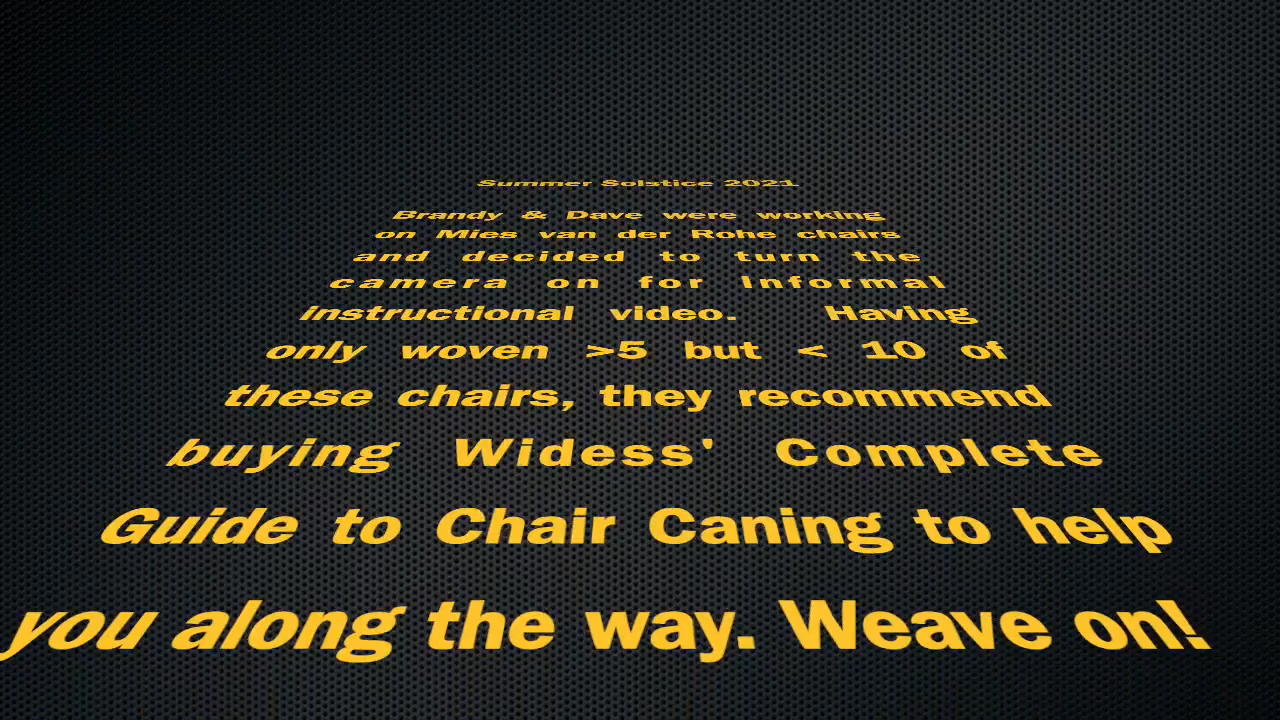 Summer Solstice 2021
Brandy & Dave were working
on Mies van der Rohe chairs
and decided to turn the
camera on for Informal
instructional video. Having
only woven >5 but < 10 of
these chairs, they recommend
buying Widess' Complete
Guide to Chair Caning to help
you along the way. Weave on!